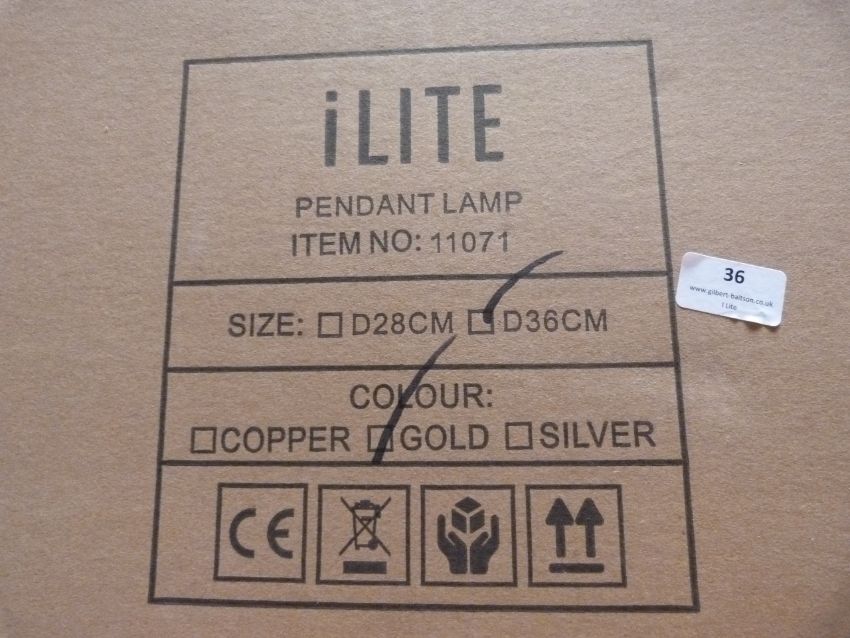 iLITE
PENDANT LAMP
ITEM NO: 11071
SIZE: ☐ D28CM ☑ D36CM
COLOUR:
☐ COPPER ☑ GOLD ☐ SILVER
CE
36
www.gilbert-baitson.co.uk
I Lite